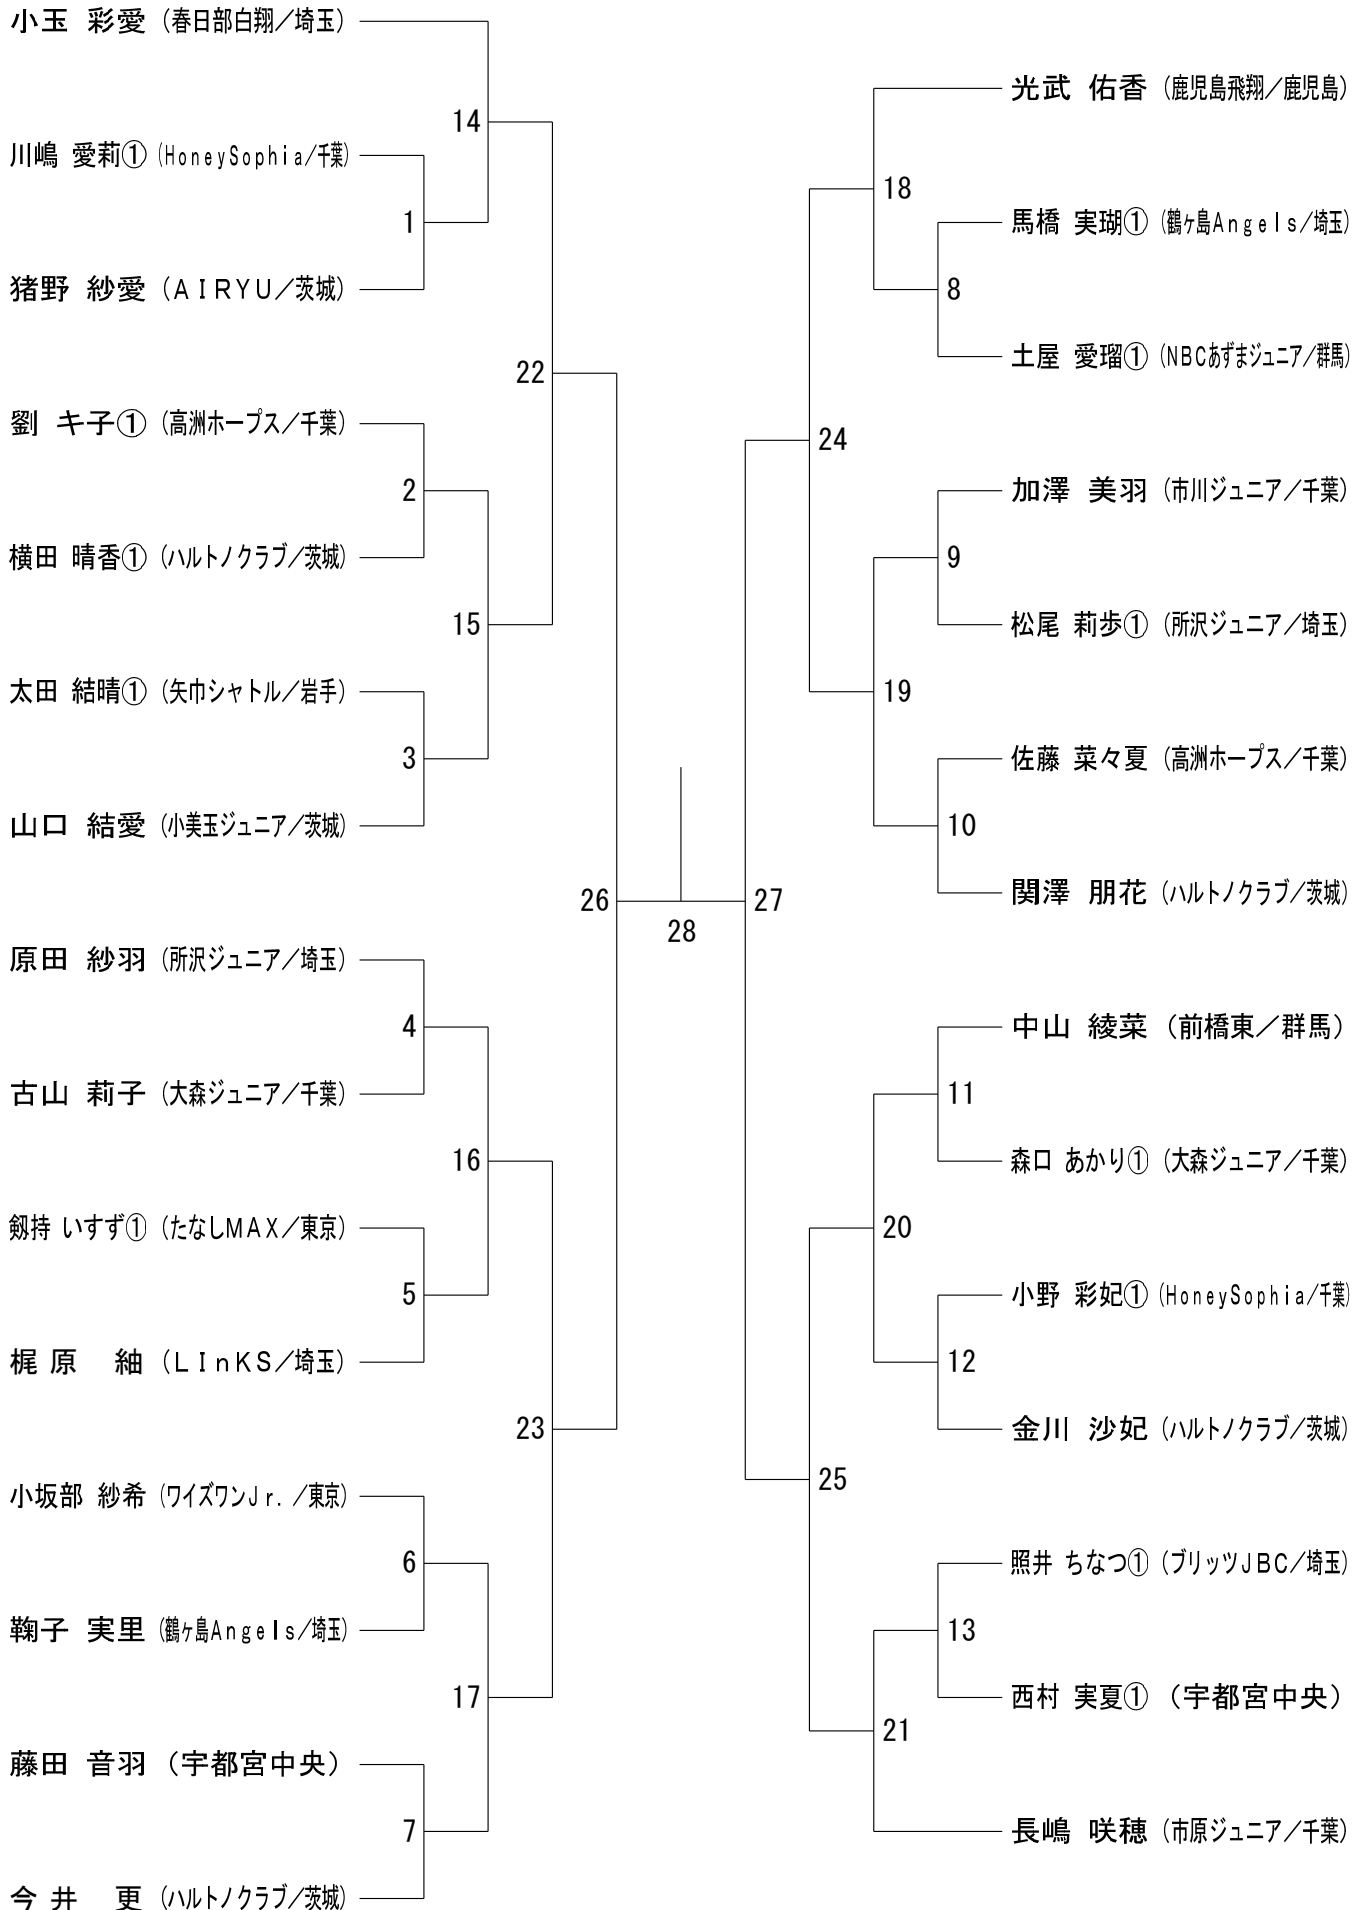 小玉 彩愛 (春日部白翔／埼玉)
14
川嶋 愛莉① (HoneySophia/千葉)
1
猪野 紗愛 (ＡＩＲＹＵ／茨城)
22
劉 キ子① (高洲ホープス／千葉)
2
横田 晴香① (ハルトノクラブ／茨城)
15
太田 結晴① (矢巾シャトル／岩手)
3
山口 結愛 (小美玉ジュニア／茨城)
26
原田 紗羽 (所沢ジュニア／埼玉)
4
古山 莉子 (大森ジュニア／千葉)
16
剱持 いすず① (たなしＭＡＸ／東京)
5
梶原 紬 (ＬＩｎＫＳ／埼玉)
23
小坂部 紗希 (ワイズワンＪｒ．／東京)
6
鞠子 実里 (鶴ヶ島Ａｎｇｅｌｓ／埼玉)
17
藤田 音羽 (宇都宮中央)
7
今井 更 (ハルトノクラブ／茨城)
28
光武 佑香 (鹿児島飛翔／鹿児島)
18
馬橋 実瑚① (鶴ヶ島Ａｎｇｅｌｓ／埼玉)
8
土屋 愛瑠① (ＮＢＣあずまジュニア／群馬)
24
加澤 美羽 (市川ジュニア／千葉)
9
松尾 莉歩① (所沢ジュニア／埼玉)
19
佐藤 菜々夏 (高洲ホープス／千葉)
10
関澤 朋花 (ハルトノクラブ／茨城)
27
中山 綾菜 (前橋東／群馬)
11
森口 あかり① (大森ジュニア／千葉)
20
小野 彩妃① (HoneySophia/千葉)
12
金川 沙妃 (ハルトノクラブ／茨城)
25
照井 ちなつ① (ブリッツＪＢＣ／埼玉)
13
西村 実夏① (宇都宮中央)
21
長嶋 咲穂 (市原ジュニア／千葉)